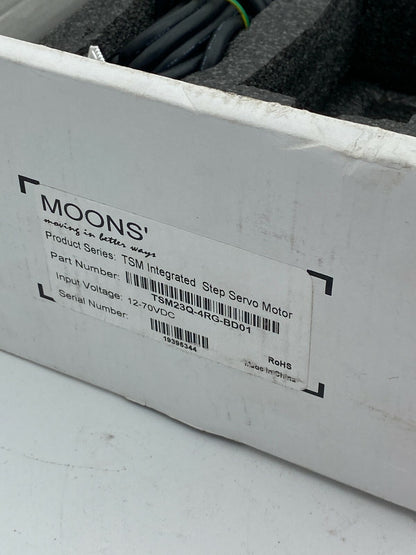 MOONS'
moving in better ways
Product Series: TSM Integrated Step Servo Motor
Part Number:
TSM23Q-4RG-BD01
Input Voltage: 12-70VDC
Serial Number:
19395344
RoHS
Made In China